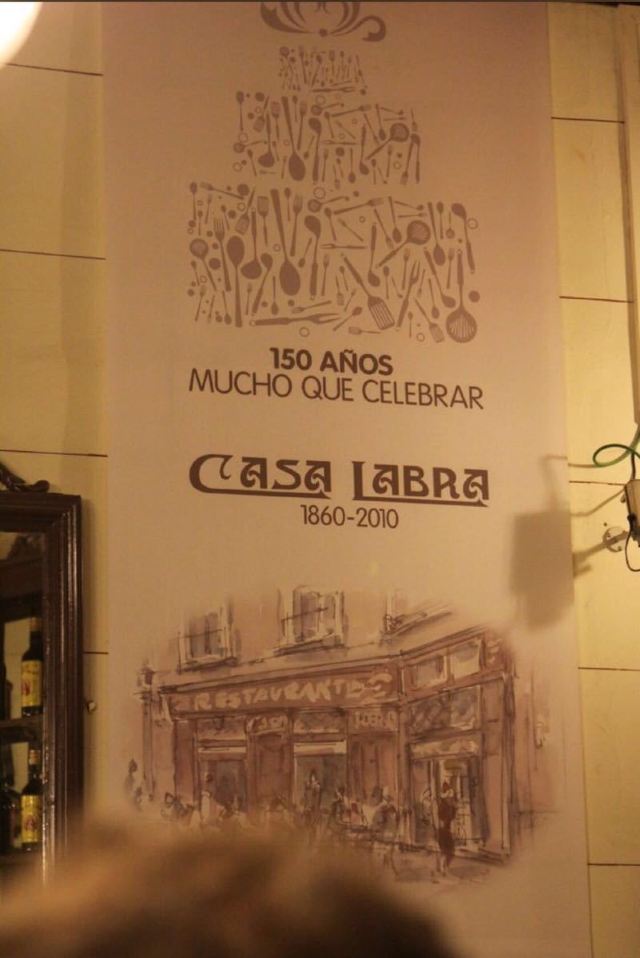 150 AÑOS
MUCHO QUE CELEBRAR
CASA LABRA
1860-2010
RESTAURANTE